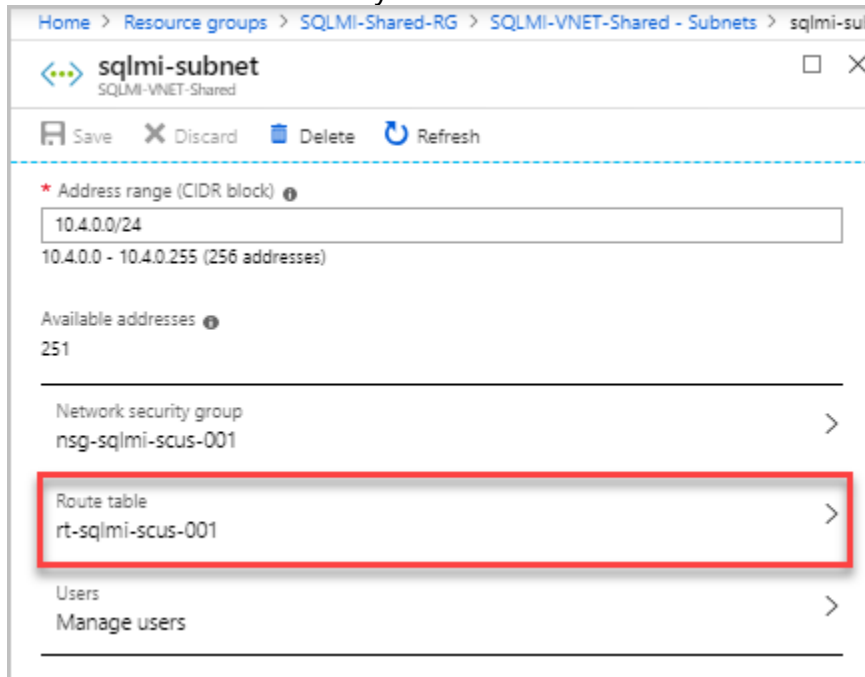 Home > Resource groups > SQLMI-Shared-RG > SQLMI-VNET-Shared - Subnets >
sqlmi-subnet
SQLMI-VNET-Shared
Save Discard Delete Refresh
* Address range (CIDR block)
10.4.0.0/24
10.4.0.0 - 10.4.0.255 (256 addresses)
Available addresses
251
Network security group
nsg-sqlmi-scus-001
Route table
rt-sqlmi-scus-001
Users
Manage users